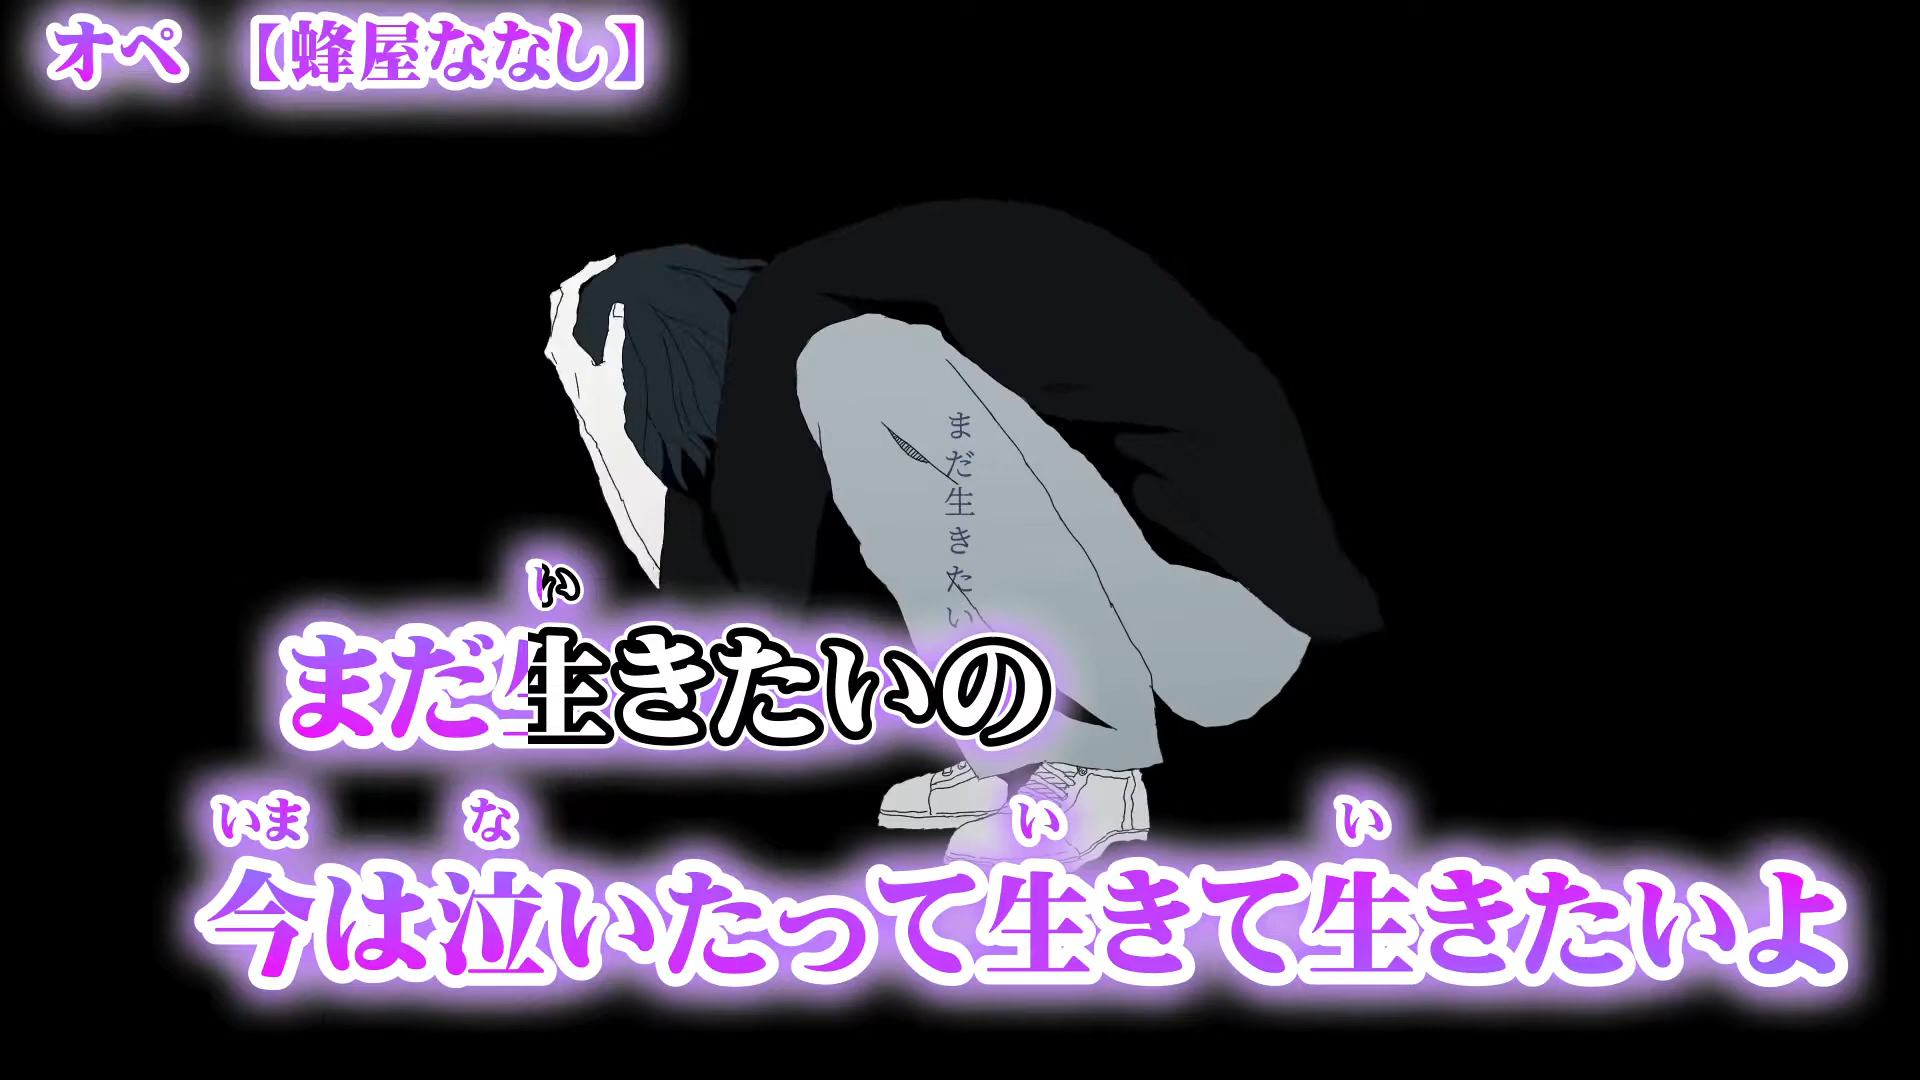 オペ 【蜂屋ななし】
まだ生きたい
い
まだ生きたいの
いま な い い
今は泣いたって生きて生きたいよ